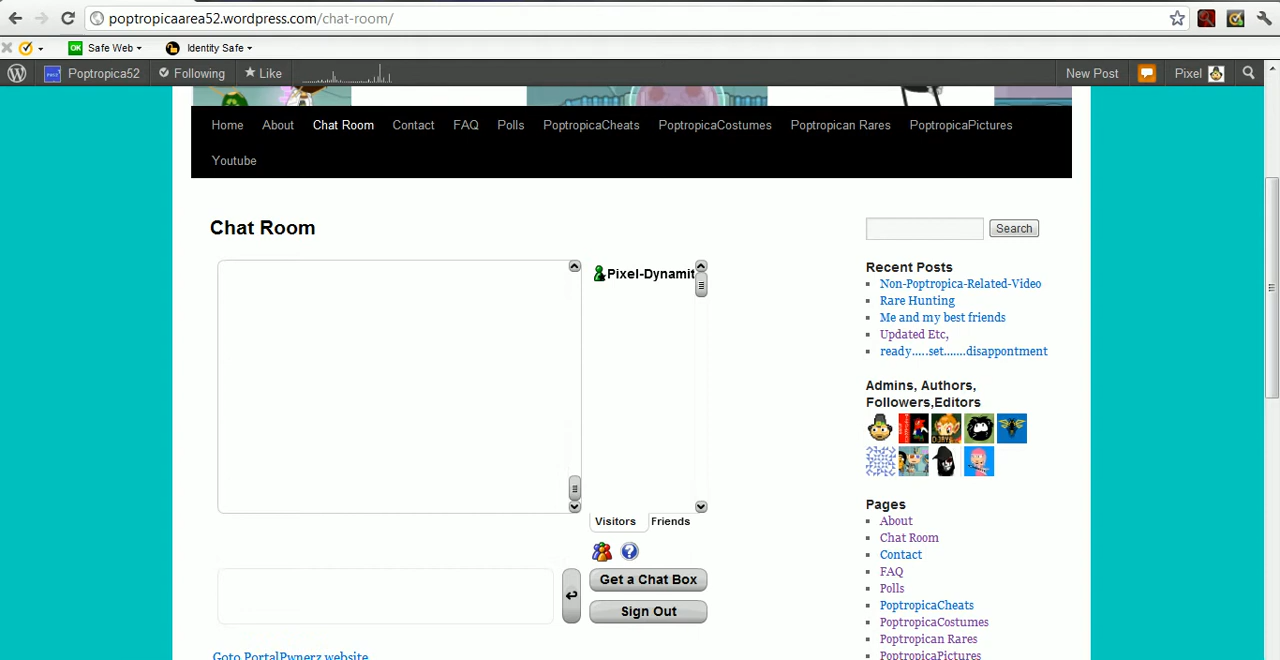 poptropicaarea52.wordpress.com/chat-room/
OK Safe Web Identity Safe
Poptropica52 Following Like New Post Pixel
Home About Chat Room Contact FAQ Polls PoptropicaCheats PoptropicaCostumes Poptropican Rares PoptropicaPictures
Youtube
Chat Room
Search
Pixel-Dynamit
Recent Posts
Non-Poptropica-Related-Video
Rare Hunting
Me and my best friends
Updated Etc,
ready.....set.......disappontment
Admins, Authors,
Followers,Editors
Pages
About
Chat Room
Contact
FAQ
Polls
PoptropicaCheats
PoptropicaCostumes
Poptropican Rares
PoptropicaPictures
Visitors Friends
Get a Chat Box
Sign Out
Goto PortalPwnerz website